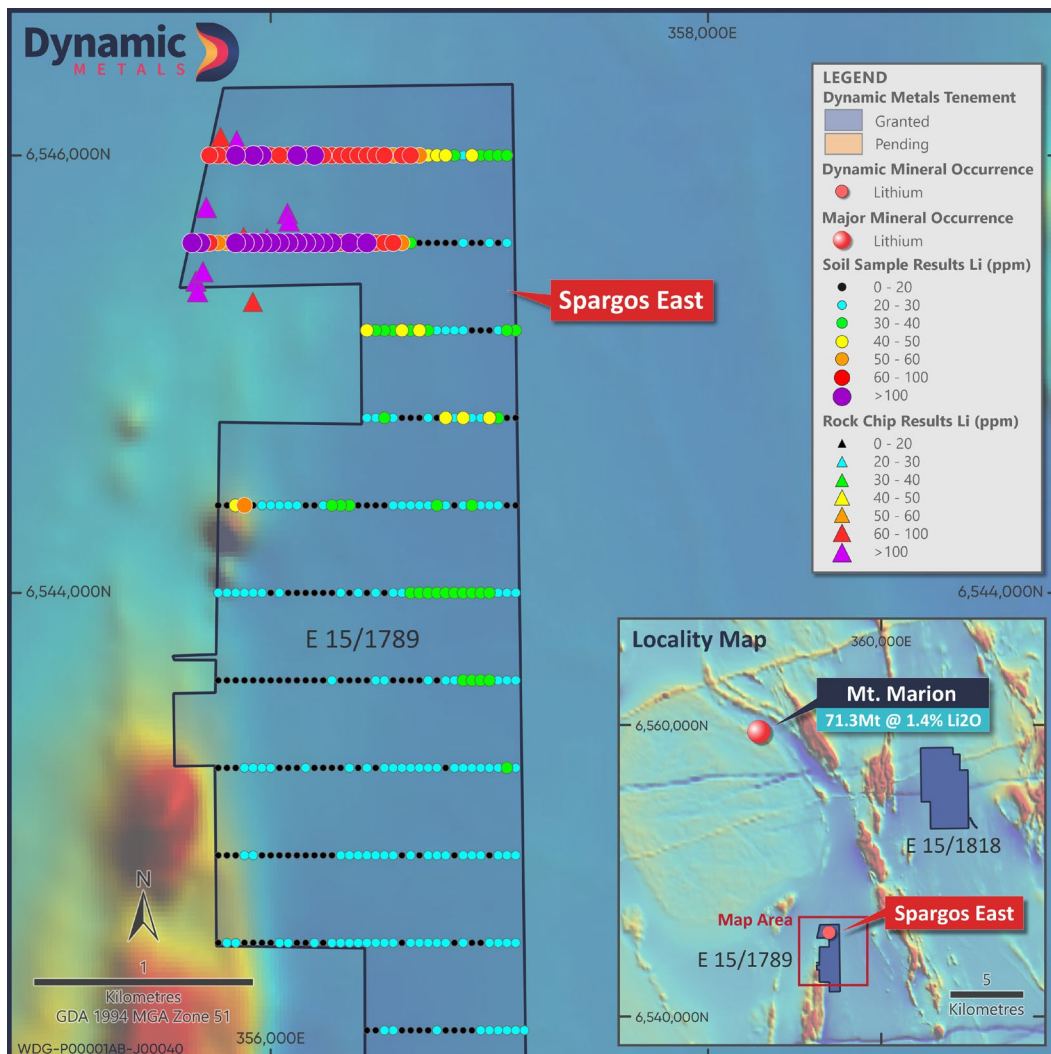 Dynamic
METALS
358,000E
6,546,000N
LEGEND
Dynamic Metals Tenement
Granted
Pending
Dynamic Mineral Occurrence
Lithium
Major Mineral Occurrence
Lithium
Soil Sample Results Li (ppm)
0 - 20
20 - 30
30 - 40
40 - 50
50 - 60
60 - 100
>100
Rock Chip Results Li (ppm)
0 - 20
20 - 30
30 - 40
40 - 50
50 - 60
60 - 100
>100
Spargos East
6,544,000N
6,544,000N
E 15/1789
Locality Map
360,000E
Mt. Marion
71.3Mt @ 1.4% Li2O
6,560,000N
E 15/1818
Map Area
Spargos East
E 15/1789
5
Kilometres
6,540,000N
N
1
Kilometres
GDA 1994 MGA Zone 51
356,000E
WDG-P00001AB-J00040